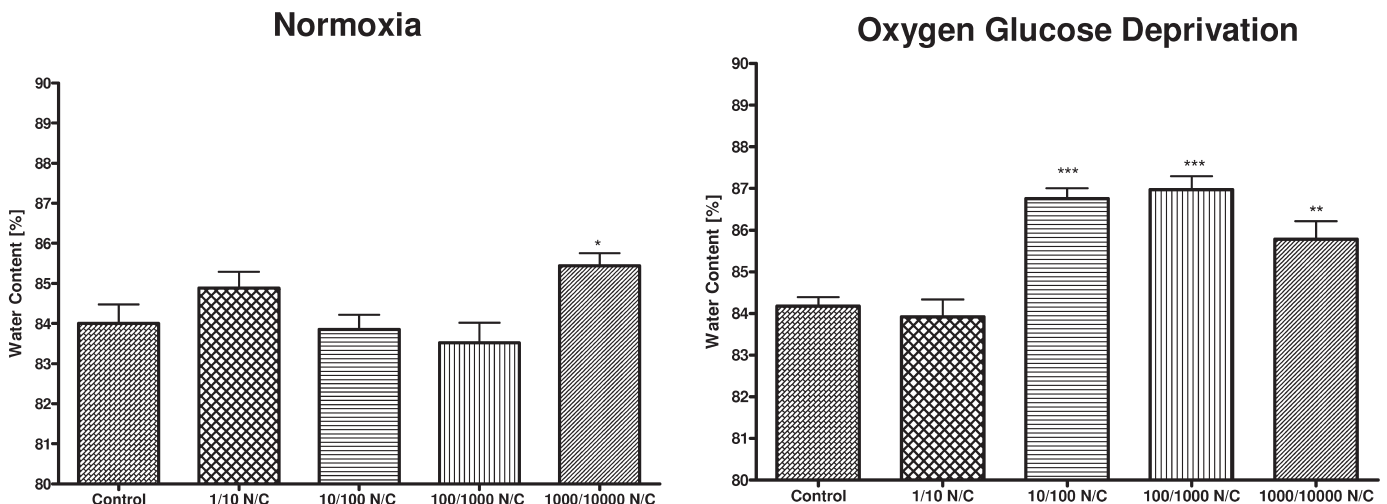 Normoxia
90
89
88
87
86
85
84
83
82
81
80
Water Content [%]
*
Control
1/10 N/C
10/100 N/C
100/1000 N/C
1000/10000 N/C
Oxygen Glucose Deprivation
90
89
88
87
86
85
84
83
82
81
80
Water Content [%]
***
***
**
Control
1/10 N/C
10/100 N/C
100/1000 N/C
1000/10000 N/C